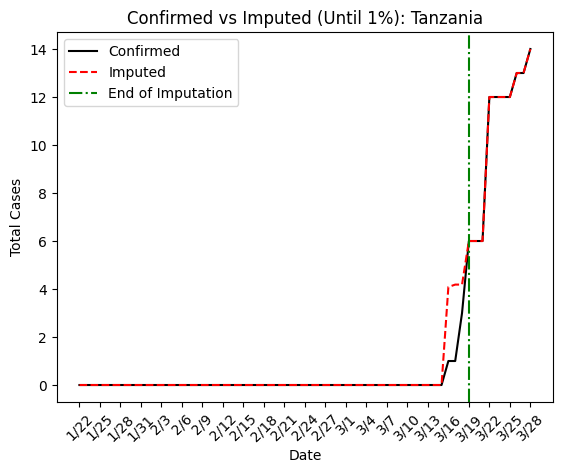 Confirmed vs Imputed (Until 1%): Tanzania
Confirmed
Imputed
End of Imputation
Total Cases
14
12
10
8
6
4
2
0
1/22 1/25 1/28 1/31 2/3 2/6 2/9 2/12 2/15 2/18 2/21 2/24 2/27 3/1 3/4 3/7 3/10 3/13 3/16 3/19 3/22 3/25 3/28
Date